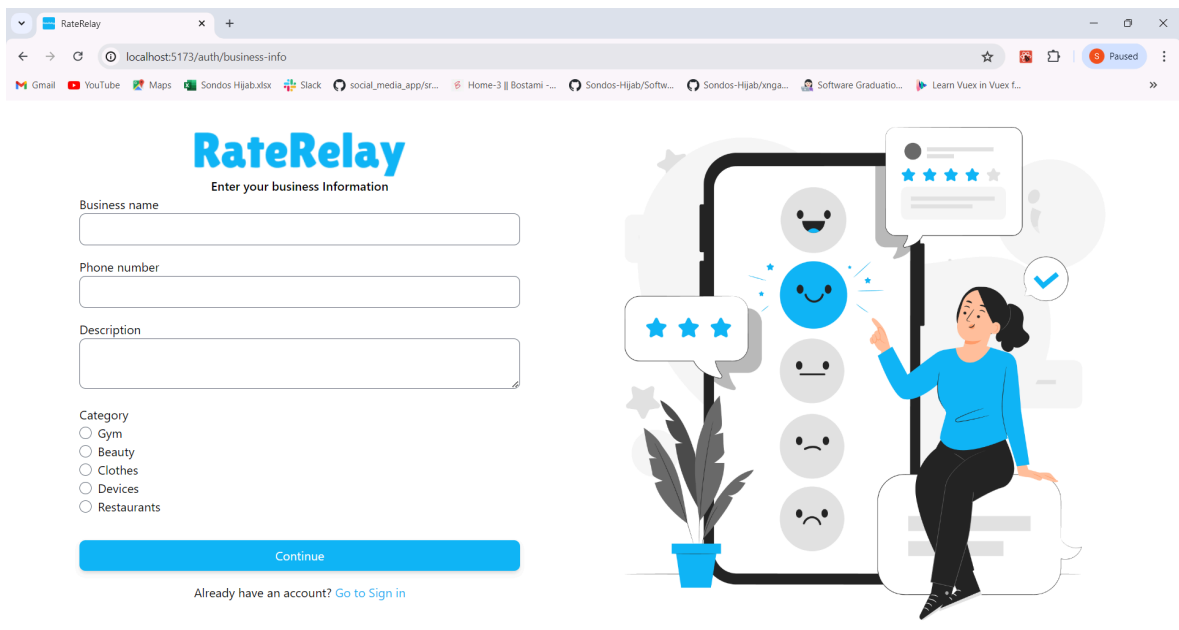 RateRelay
localhost:5173/auth/business-info
S Paused
Gmail YouTube Maps Sondos Hijab.xlsx Slack social_media_app/sr... Home-3 || Bostami -... Sondos-Hijab/Softw... Sondos-Hijab/xnga... Software Graduatio... Learn Vuex in Vuex f...
RateRelay
Enter your business Information
Business name
Phone number
Description
Category
Gym
Beauty
Clothes
Devices
Restaurants
Continue
Already have an account? Go to Sign in